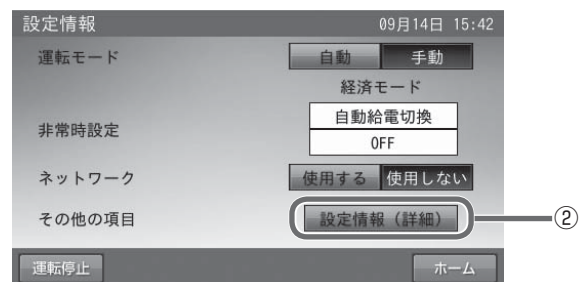 設定情報 09月14日 15:42
運転モード 自動 手動
経済モード
非常時設定 自動給電切換
OFF
ネットワーク 使用する 使用しない
その他の項目 設定情報（詳細） ②
運転停止 ホーム